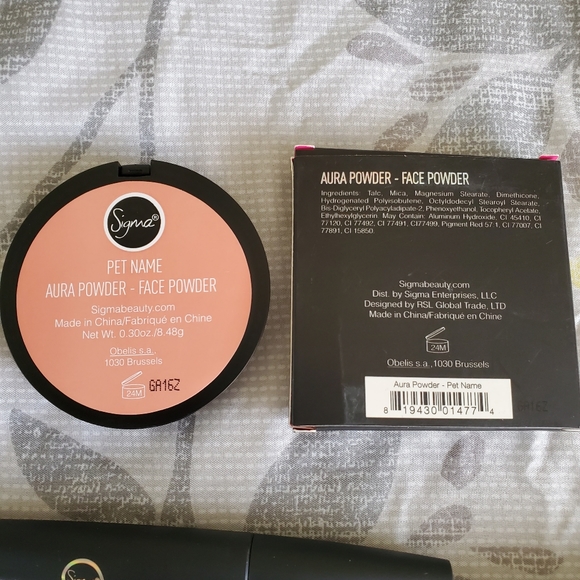 Sigma®
PET NAME
AURA POWDER - FACE POWDER
Sigmabeauty.com
Made in China/Fabriqué en Chine
Net Wt. 0.30oz./8.48g
Obelis s.a.,
1030 Brussels
24M
GA16Z
AURA POWDER - FACE POWDER
Ingredients: Talc, Mica, Magnesium Stearate, Dimethicone,
Hydrogenated Polyisobutene, Octyldodecyl Stearoyl Stearate,
Bis-Diglyceryl Polyacyladipate-2, Phenoxyethanol, Tocopheryl Acetate,
Ethylhexylglycerin. May Contain: Aluminum Hydroxide, CI 45410, CI
77120, CI 77492, CI 77491, CI77499, Pigment Red 57:1, CI 77007, CI
77891, CI 15850.
Sigmabeauty.com
Dist. by Sigma Enterprises, LLC
Designed by RSL Global Trade, LTD
Made in China/Fabriqué en Chine
24M
Obelis s.a.,1030 Brussels
Aura Powder - Pet Name
8 19430 01477 4
Sigma